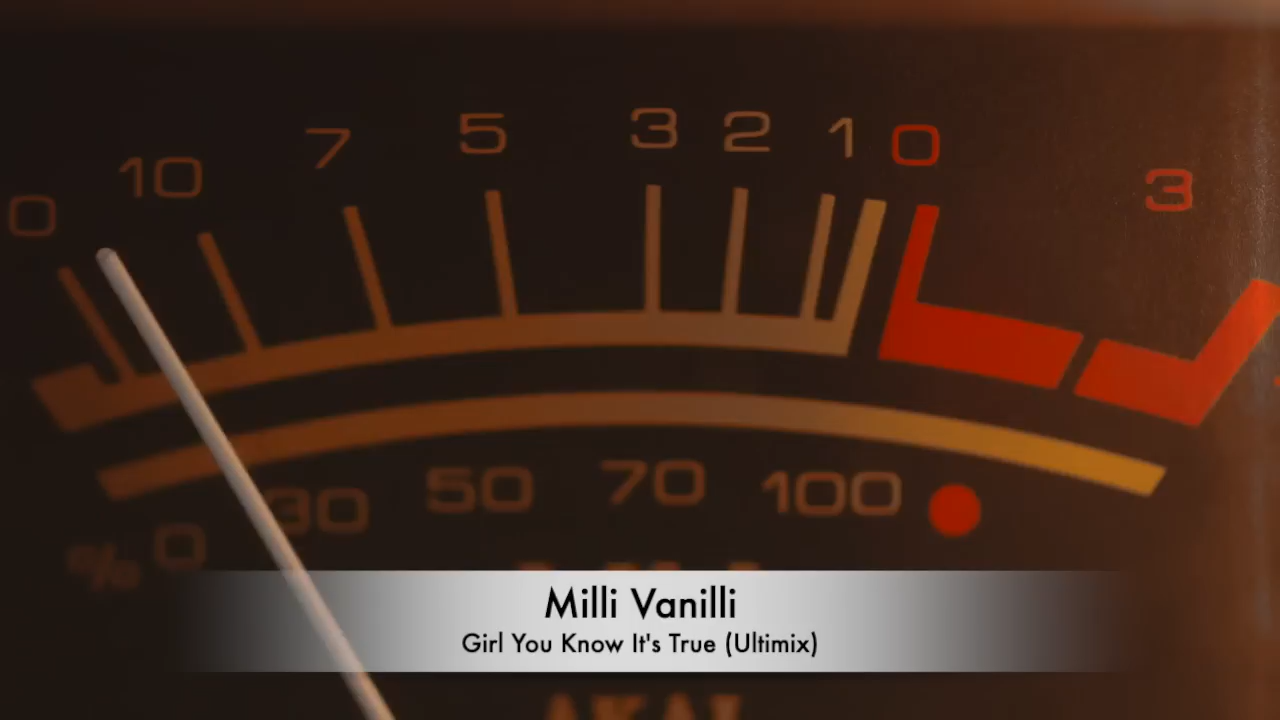 0 10 7 5 3 2 1 0 3
% 0 30 50 70 100
Milli Vanilli
Girl You Know It's True (Ultimix)
AKAI